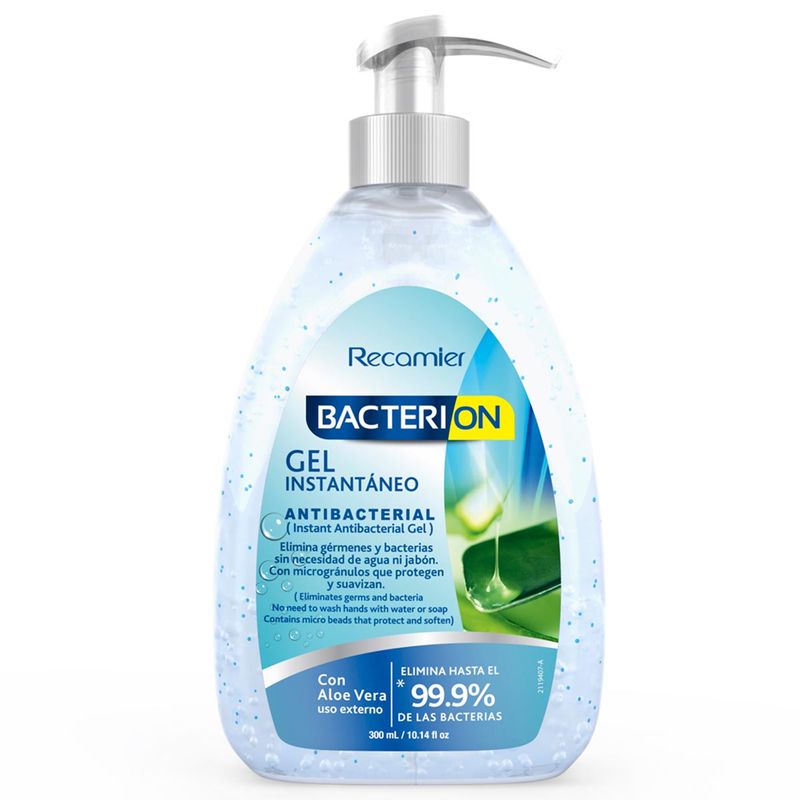 Recamier
BACTERION
GEL
INSTANTÁNEO
ANTIBACTERIAL
( Instant Antibacterial Gel )
Elimina gérmenes y bacterias
sin necesidad de agua ni jabón.
Con microgránulos que protegen
y suavizan.
( Eliminates germs and bacteria
No need to wash hands with water or soap
Contains micro beads that protect and soften)
Con
Aloe Vera
uso externo
ELIMINA HASTA EL
* 99.9%
DE LAS BACTERIAS
300 mL / 10.14 fl oz
2119407-A